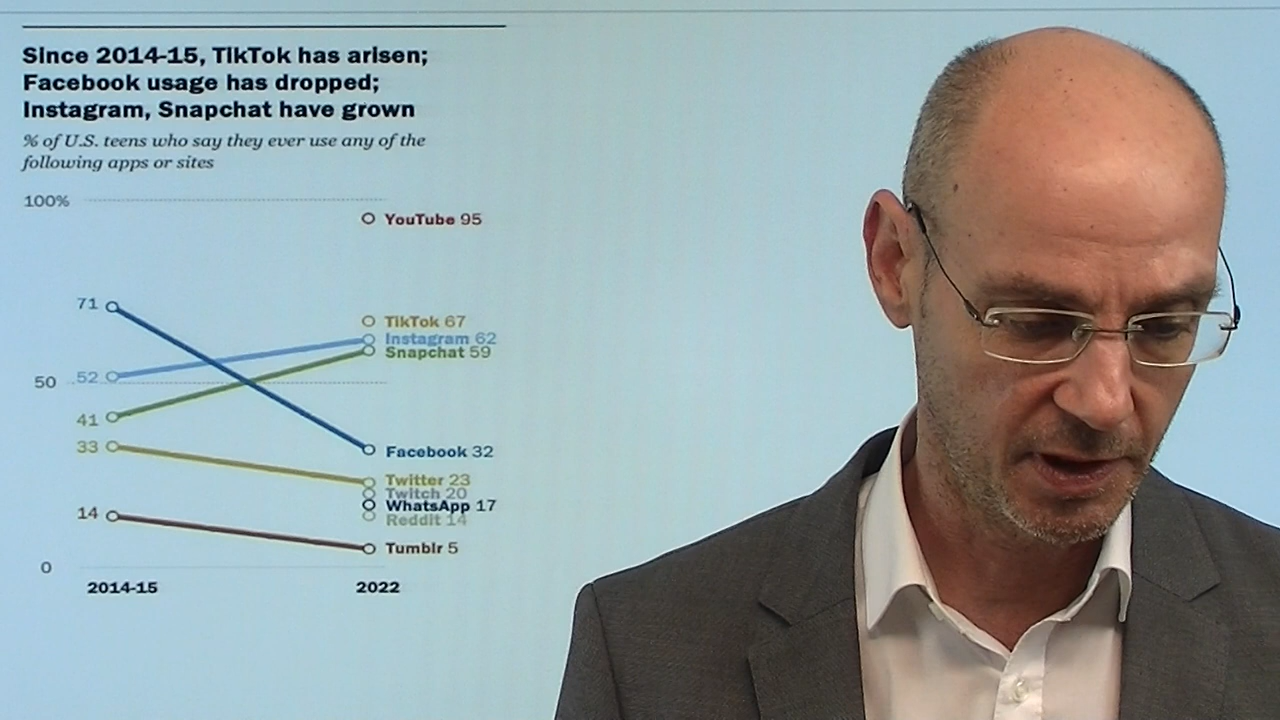 Since 2014-15, TikTok has arisen;
Facebook usage has dropped;
Instagram, Snapchat have grown
% of U.S. teens who say they ever use any of the
following apps or sites
100%
YouTube 95
71
TikTok 67
Instagram 62
Snapchat 59
52
50
41
33
Facebook 32
Twitter 23
Twitch 20
WhatsApp 17
Reddit 14
14
Tumblr 5
0
2014-15 2022